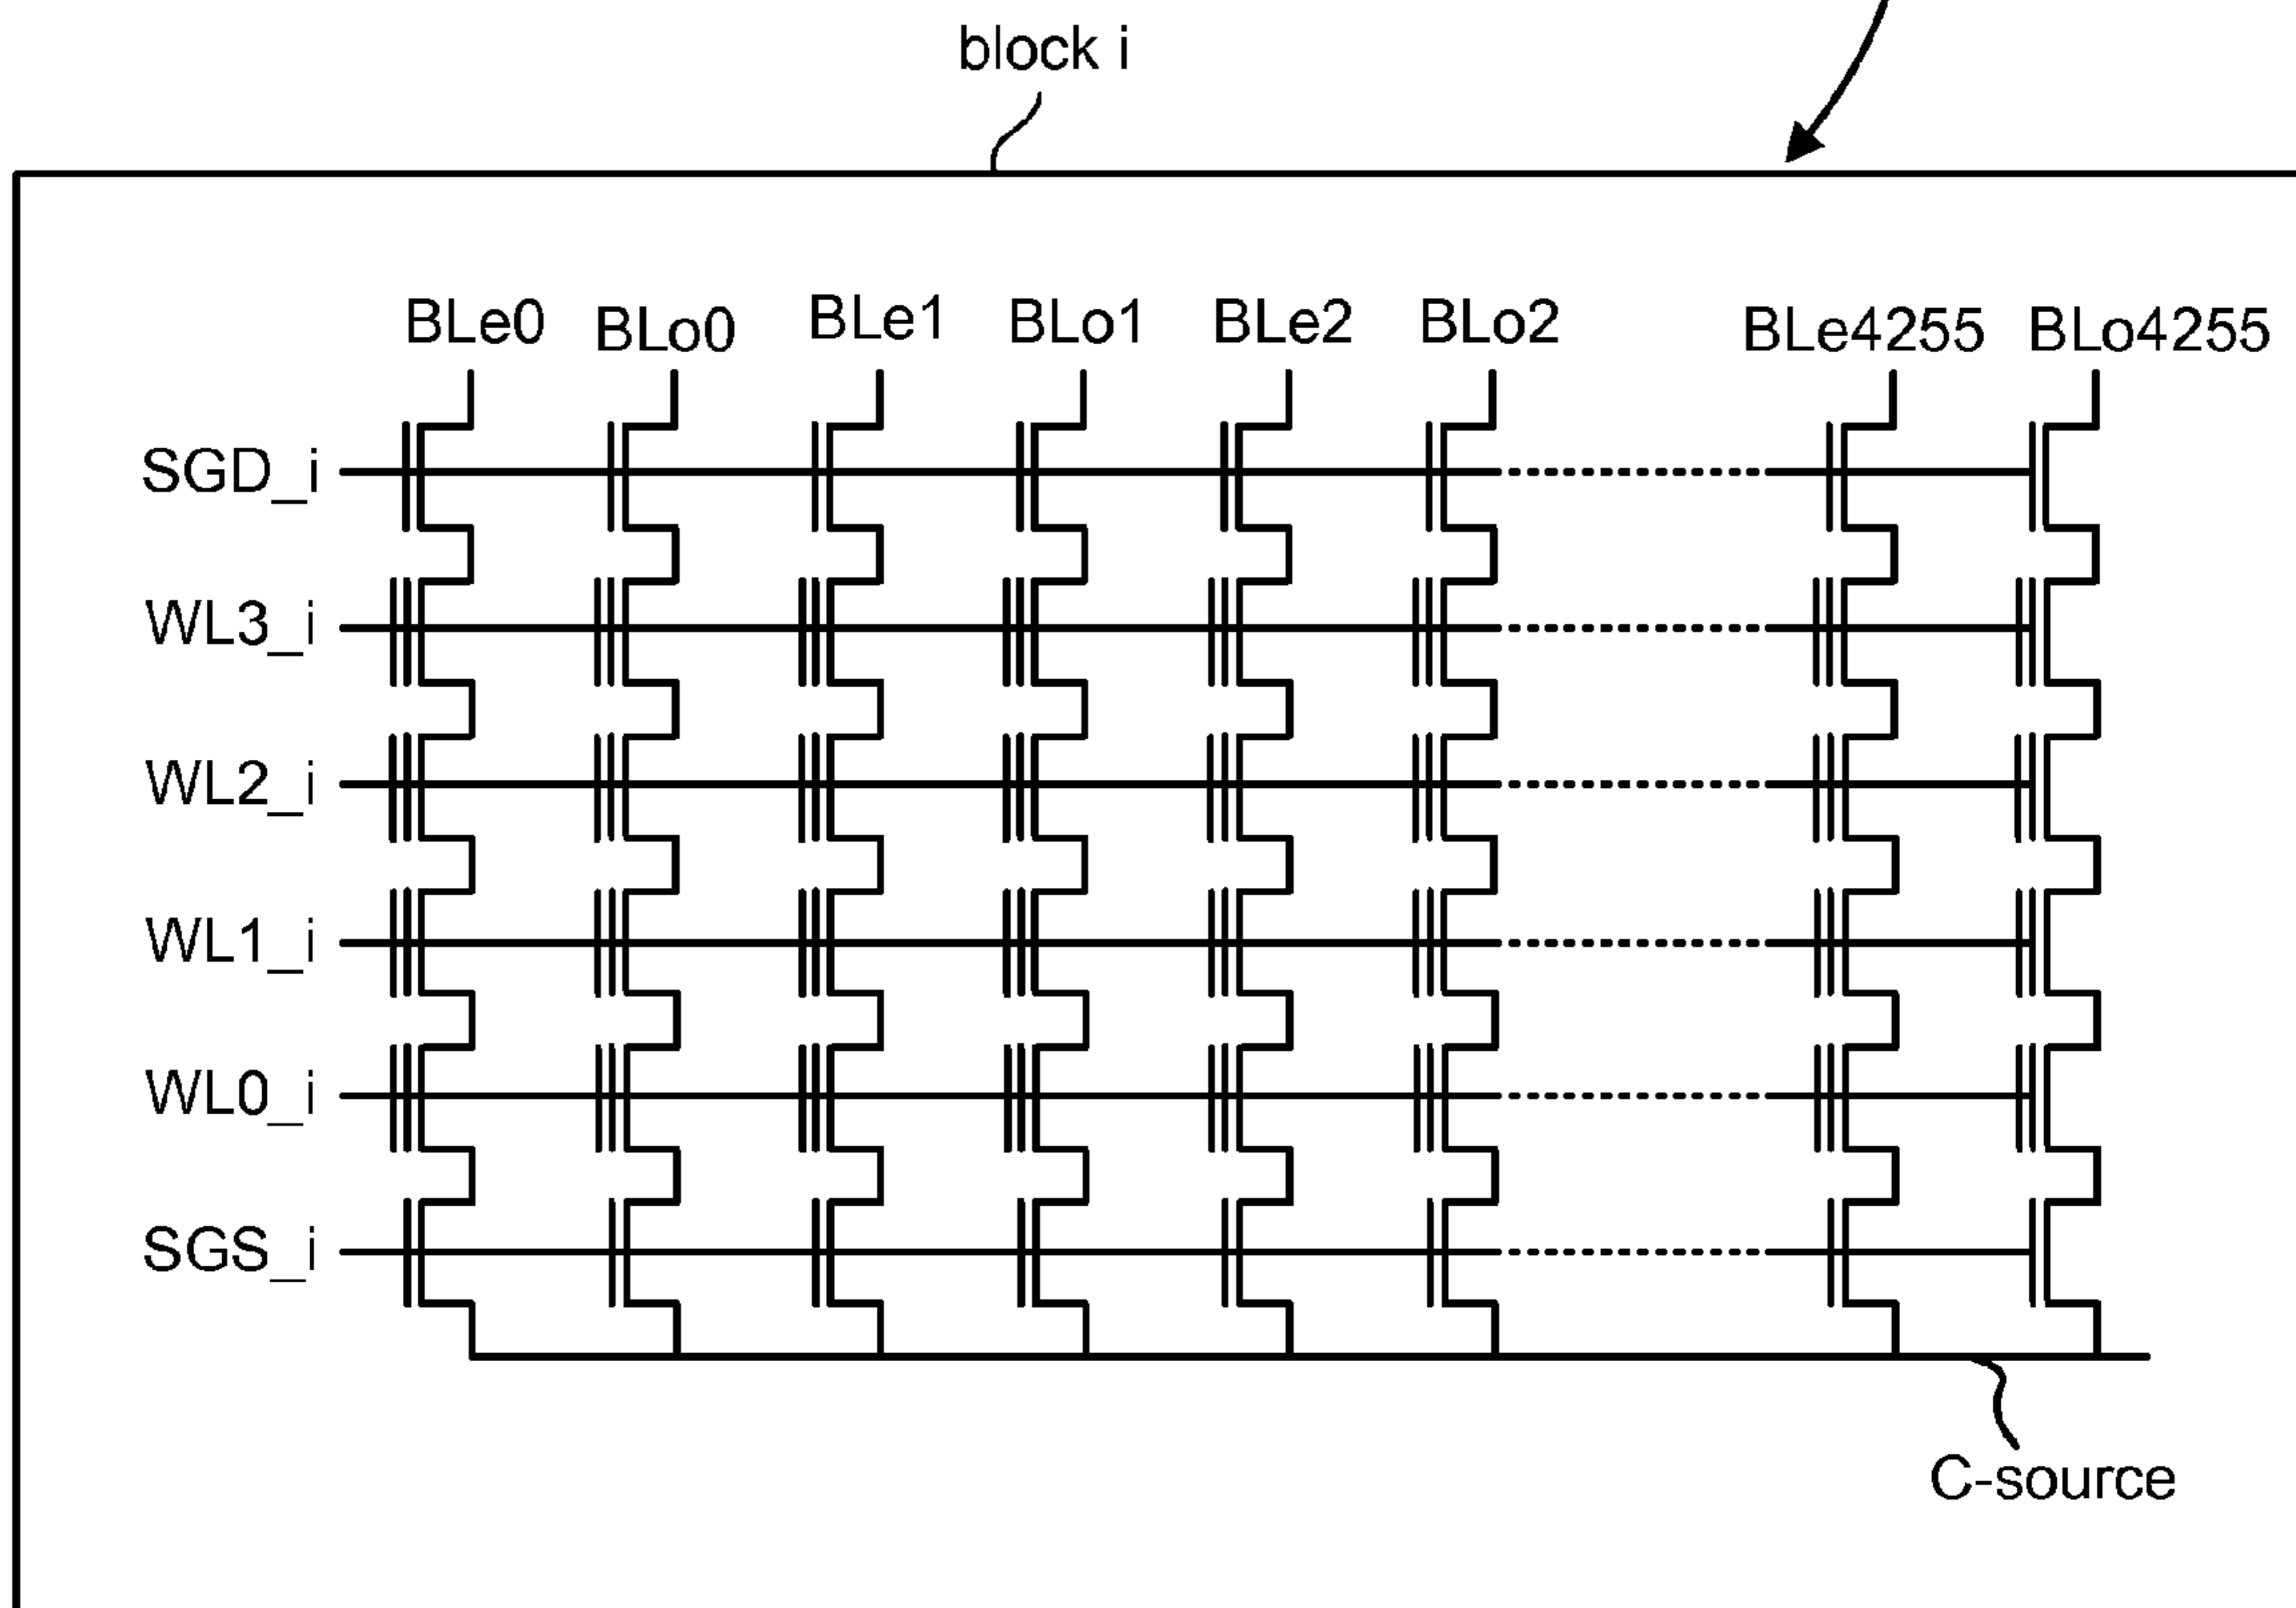 block i
BLe0 BLo0 BLe1 BLo1 BLe2 BLo2 BLe4255 BLo4255
SGD_i
WL3_i
WL2_i
WL1_i
WL0_i
SGS_i
C-source